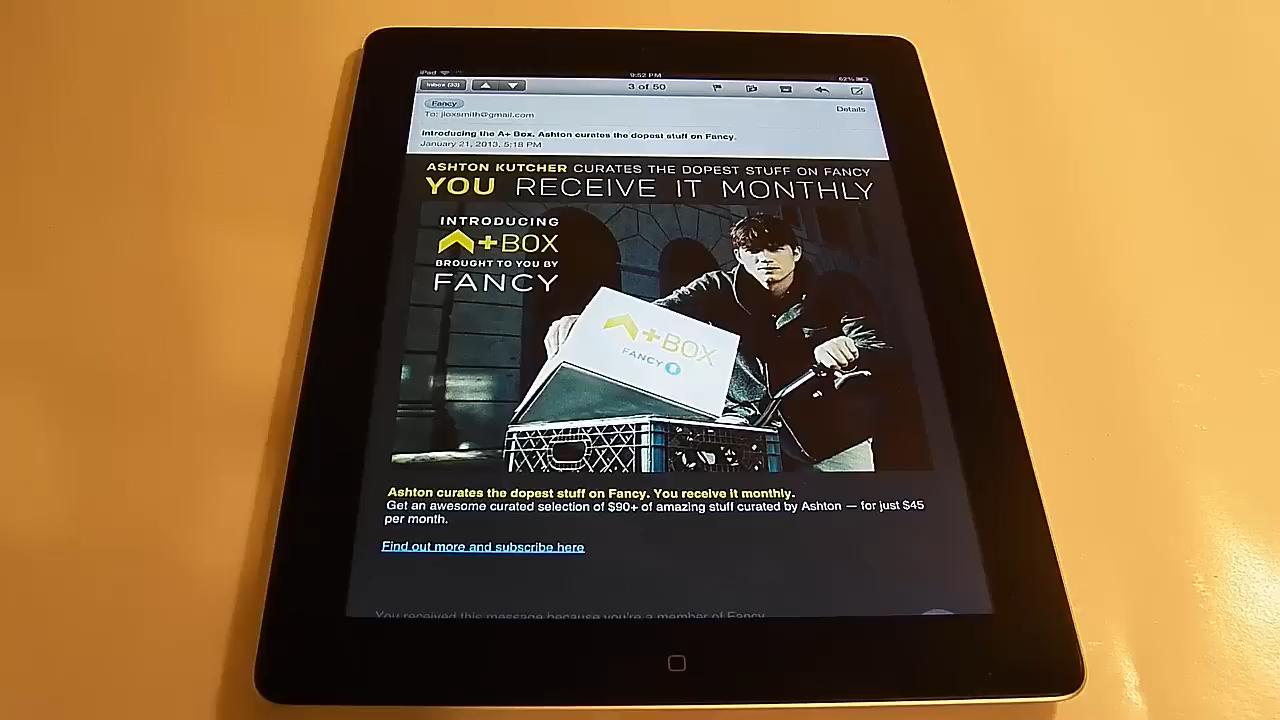 iPad
9:52 PM
62%
Inbox (33)
3 of 50
Fancy
Details
To: jloxsmith@gmail.com
Introducing the A+ Box. Ashton curates the dopest stuff on Fancy.
January 21, 2013, 5:18 PM
ASHTON KUTCHER CURATES THE DOPEST STUFF ON FANCY
YOU RECEIVE IT MONTHLY
INTRODUCING
+BOX
BROUGHT TO YOU BY
FANCY
+BOX
FANCY
Ashton curates the dopest stuff on Fancy. You receive it monthly.
Get an awesome curated selection of $90+ of amazing stuff curated by Ashton — for just $45
per month.
Find out more and subscribe here
You received this message because you're a member of Fancy